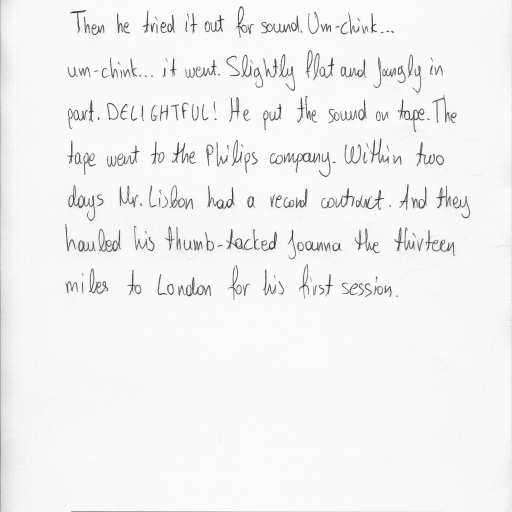 Then he tried it out for sound. Um-chink...
um-chink... it went. Slightly flat and jangly in
part. DELIGHTFUL! He put the sound on tape. The
tape went to the Philips company. Within two
days Mr. Lisbon had a record contract. And they
hauled his thumb-tacked Joanna the thirteen
miles to London for his first session.